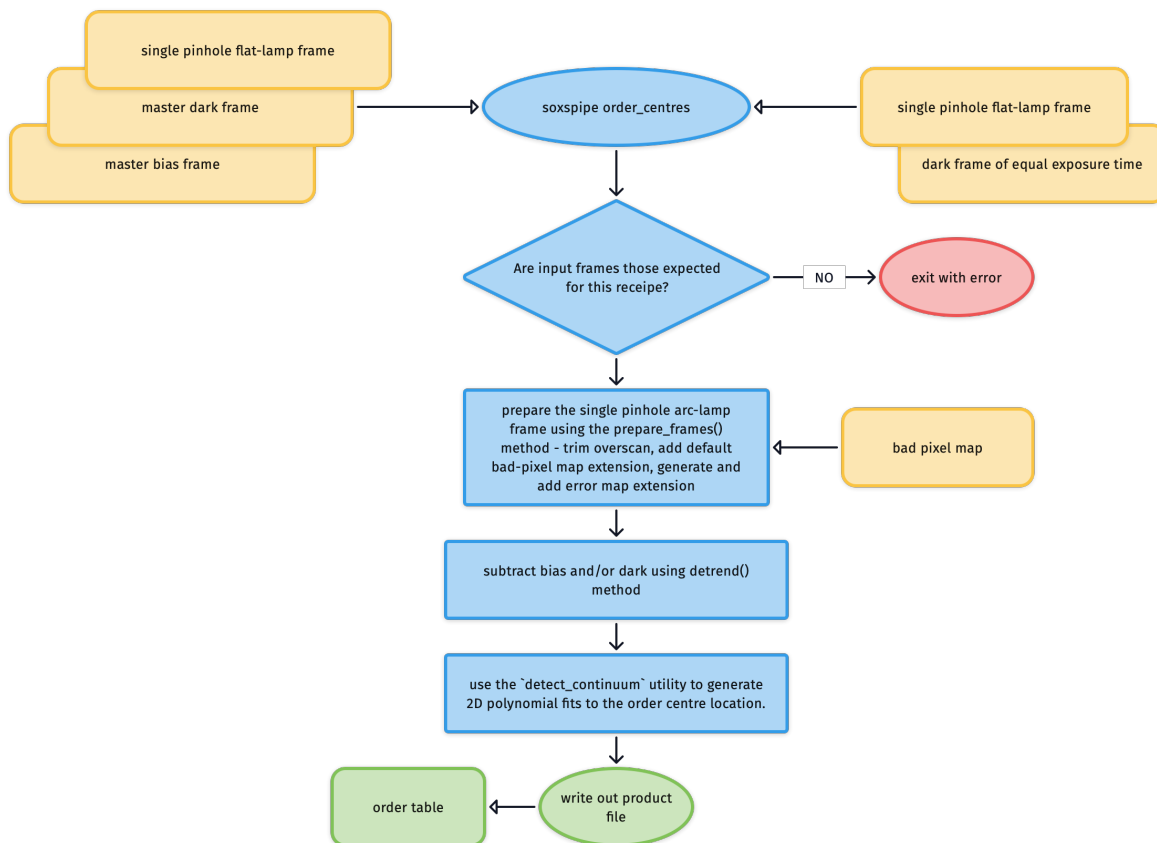 single pinhole flat-lamp frame
master dark frame
master bias frame
soxspipe order_centres
single pinhole flat-lamp frame
dark frame of equal exposure time
Are input frames those expected
for this receipe?
NO
exit with error
prepare the single pinhole arc-lamp
frame using the prepare_frames()
method - trim overscan, add default
bad-pixel map extension, generate and
add error map extension
bad pixel map
subtract bias and/or dark using detrend()
method
use the `detect_continuum` utility to generate
2D polynomial fits to the order centre location.
write out product
file
order table